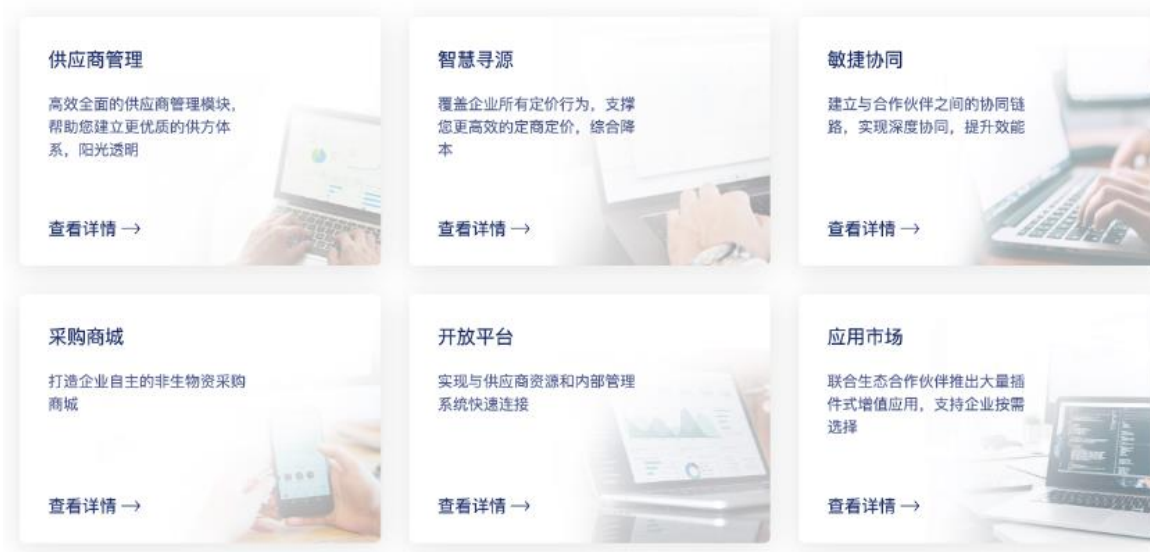 供应商管理
高效全面的供应商管理模块，
帮助您建立更优质的供方体
系，阳光透明
查看详情 →
智慧寻源
覆盖企业所有定价行为，支撑
您更高效的定商定价，综合降
本
查看详情 →
敏捷协同
建立与合作伙伴之间的协同链
路，实现深度协同，提升效能
查看详情 →
采购商城
打造企业自主的非生物资采购
商城
查看详情 →
开放平台
实现与供应商资源和内部管理
系统快速连接
查看详情 →
应用市场
联合生态合作伙伴推出大量插
件式增值应用，支持企业按需
选择
查看详情 →